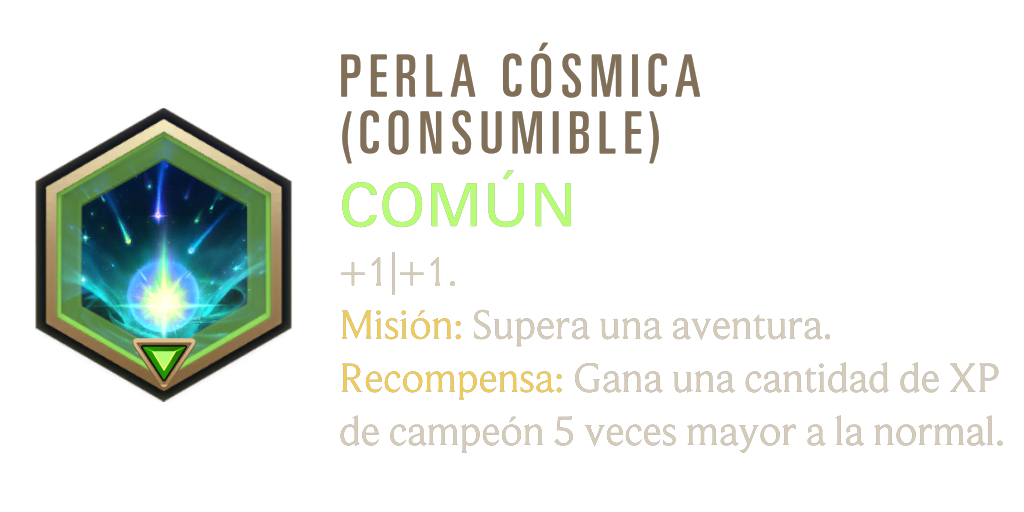 PERLA CÓSMICA
(CONSUMIBLE)
COMÚN
+1|+1.
Misión: Supera una aventura.
Recompensa: Gana una cantidad de XP
de campeón 5 veces mayor a la normal.